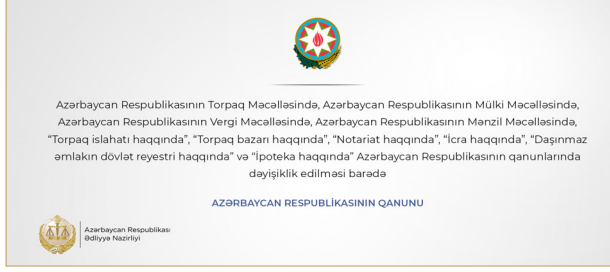 Azərbaycan Respublikasının Torpaq Məcəlləsində, Azərbaycan Respublikasının Mülki Məcəlləsində,
Azərbaycan Respublikasının Vergi Məcəlləsində, Azərbaycan Respublikasının Mənzil Məcəlləsində,
“Torpaq islahatı haqqında”, “Torpaq bazarı haqqında”, “Notariat haqqında”, “İcra haqqında”, “Daşınmaz
əmlakın dövlət reyestri haqqında” və “İpoteka haqqında” Azərbaycan Respublikasının qanunlarında
dəyişiklik edilməsi barədə
AZƏRBAYCAN RESPUBLİKASININ QANUNU
Azərbaycan Respublikası
Ədliyyə Nazirliyi